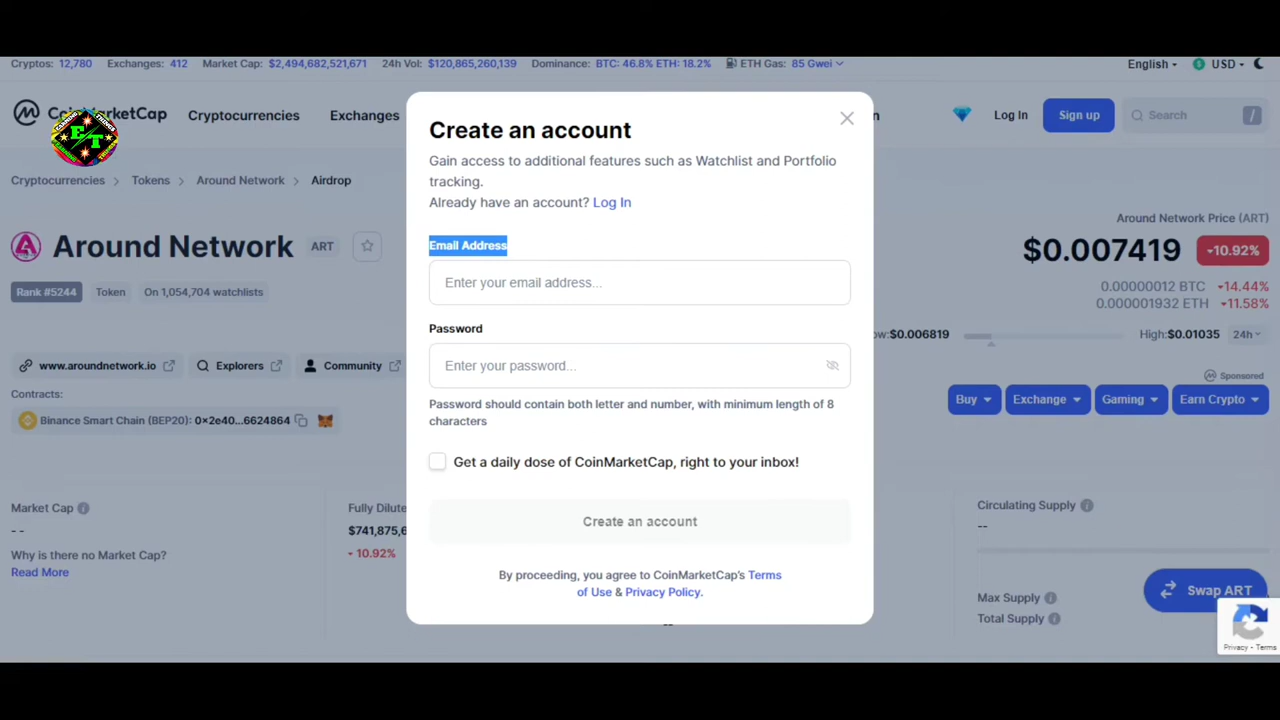 Cryptos: 12,780 Exchanges: 412 Market Cap: $2,494,682,521,671 24h Vol: $120,865,260,139 Dominance: BTC: 46.8% ETH: 18.2% ETH Gas: 85 Gwei English USD
Cryptocurrencies Exchanges Log In Sign up Search /
ET
Cryptocurrencies Tokens Around Network Airdrop
Around Network ART
Rank #5244 Token On 1,054,704 watchlists
www.aroundnetwork.io Explorers Community
Contracts:
Binance Smart Chain (BEP20): 0x2e40...6624864
Market Cap
- -
Why is there no Market Cap?
Read More
Fully Dilute
$741,875,6
10.92%
Create an account
Gain access to additional features such as Watchlist and Portfolio
tracking.
Already have an account? Log In
Email Address
Enter your email address...
Password
Enter your password...
Password should contain both letter and number, with minimum length of 8
characters
Get a daily dose of CoinMarketCap, right to your inbox!
Create an account
By proceeding, you agree to CoinMarketCap's Terms
of Use & Privacy Policy.
--
Around Network Price (ART)
$0.007419 10.92%
0.00000012 BTC 14.44%
0.000001932 ETH 11.58%
$0.006819 High: $0.01035 24h
Sponsored
Buy Exchange Gaming Earn Crypto
Circulating Supply
--
Max Supply
Total Supply
Swap ART
Privacy - Terms